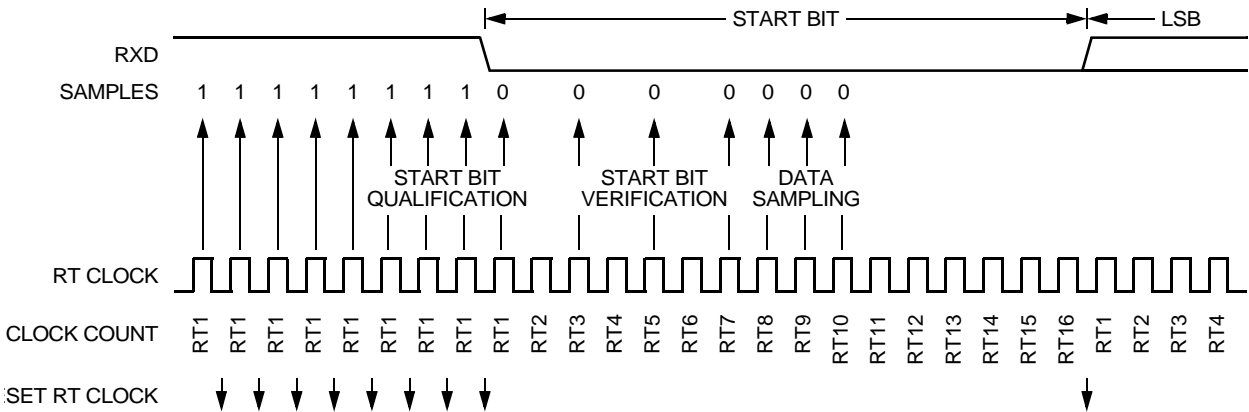 START BIT LSB
RXD
SAMPLES 1 1 1 1 1 1 1 1 0 0 0 0 0 0 0
START BIT QUALIFICATION
START BIT VERIFICATION
DATA SAMPLING
RT CLOCK
CLOCK COUNT RT1 RT1 RT1 RT1 RT1 RT1 RT1 RT1 RT1 RT2 RT3 RT4 RT5 RT6 RT7 RT8 RT9 RT10 RT11 RT12 RT13 RT14 RT15 RT16 RT1 RT2 RT3 RT4
SET RT CLOCK